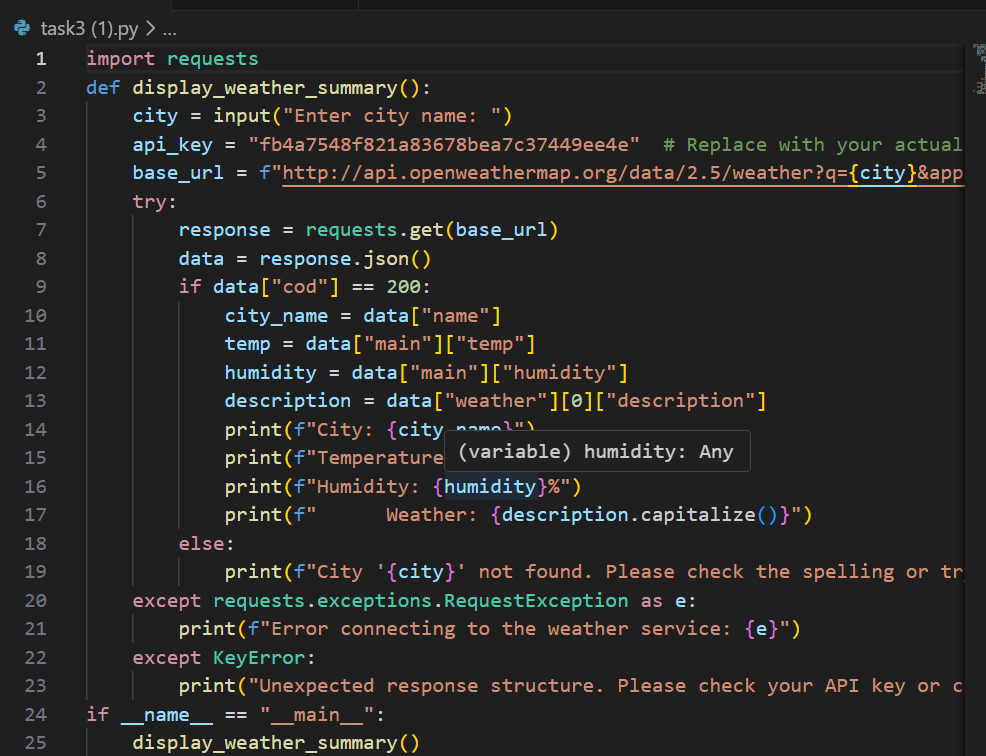 task3 (1).py > ...
1 import requests
2 def display_weather_summary():
3     city = input("Enter city name: ")
4     api_key = "fb4a7548f821a83678bea7c37449ee4e"  # Replace with your actual
5     base_url = f"http://api.openweathermap.org/data/2.5/weather?q={city}&app
6     try:
7         response = requests.get(base_url)
8         data = response.json()
9         if data["cod"] == 200:
10             city_name = data["name"]
11             temp = data["main"]["temp"]
12             humidity = data["main"]["humidity"]
13             description = data["weather"][0]["description"]
14             print(f"City: {city_name}")
15             print(f"Temperature
(variable) humidity: Any
16             print(f"Humidity: {humidity}%")
17             print(f"      Weather: {description.capitalize()}")
18         else:
19             print(f"City '{city}' not found. Please check the spelling or tr
20     except requests.exceptions.RequestException as e:
21         print(f"Error connecting to the weather service: {e}")
22     except KeyError:
23         print("Unexpected response structure. Please check your API key or c
24 if __name__ == "__main__":
25     display_weather_summary()